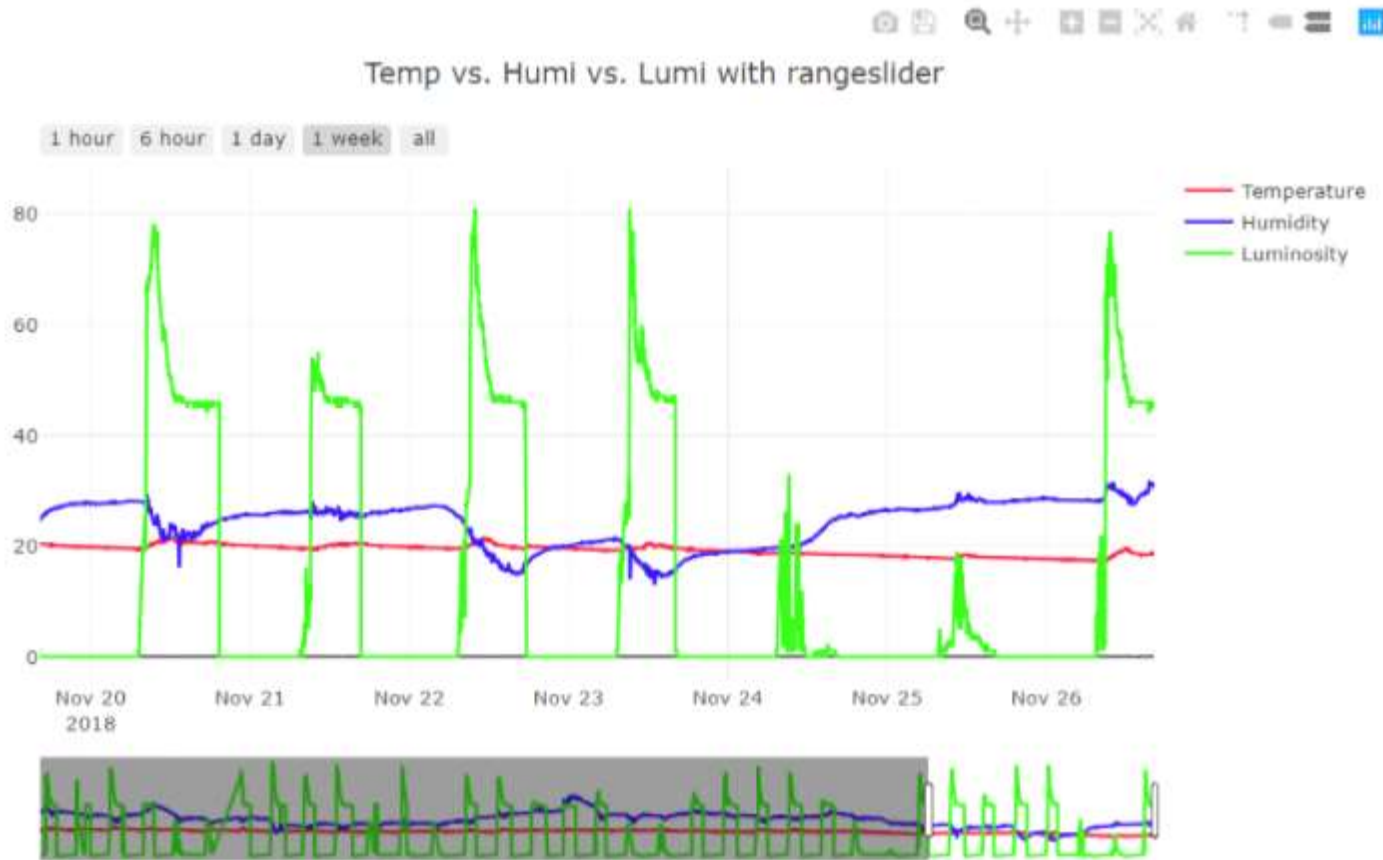 Temp vs. Humi vs. Lumi with rangeslider
1 hour 6 hour 1 day 1 week all
Temperature
Humidity
Luminosity
80
60
40
20
0
Nov 20 Nov 21 Nov 22 Nov 23 Nov 24 Nov 25 Nov 26
2018